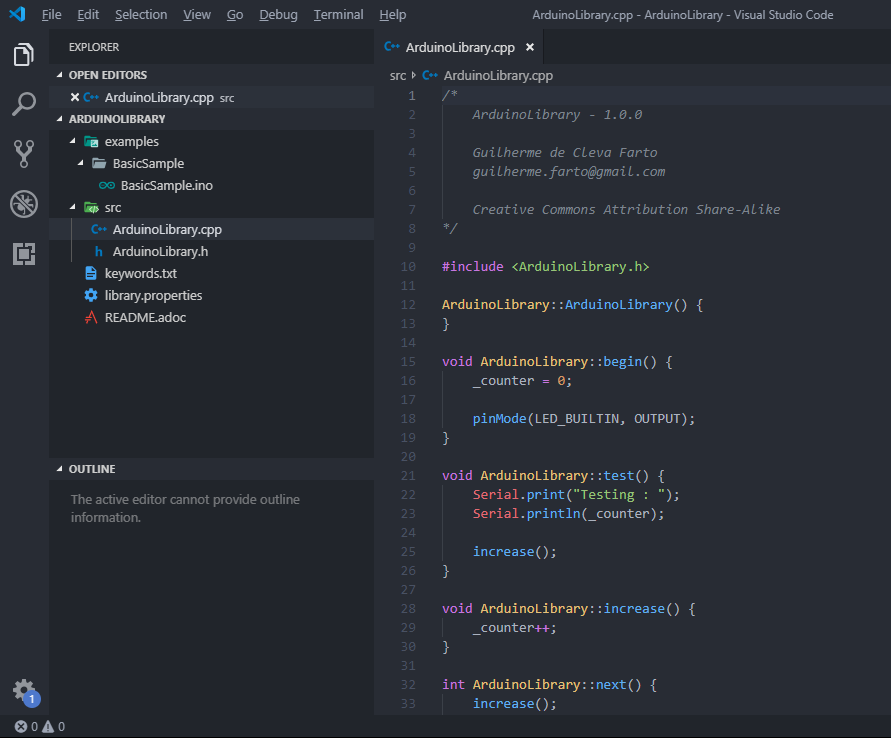 File Edit Selection View Go Debug Terminal Help ArduinoLibrary.cpp - ArduinoLibrary - Visual Studio Code
EXPLORER
OPEN EDITORS
ArduinoLibrary.cpp src
ARDUINOLIBRARY
examples
BasicSample
BasicSample.ino
src
ArduinoLibrary.cpp
h ArduinoLibrary.h
keywords.txt
library.properties
README.adoc
OUTLINE
The active editor cannot provide outline
information.
1
0 0
ArduinoLibrary.cpp
src ArduinoLibrary.cpp
1 /*
2 ArduinoLibrary - 1.0.0
3
4 Guilherme de Cleva Farto
5 guilherme.farto@gmail.com
6
7 Creative Commons Attribution Share-Alike
8 */
9
10 #include <ArduinoLibrary.h>
11
12 ArduinoLibrary::ArduinoLibrary() {
13 }
14
15 void ArduinoLibrary::begin() {
16 _counter = 0;
17
18 pinMode(LED_BUILTIN, OUTPUT);
19 }
20
21 void ArduinoLibrary::test() {
22 Serial.print("Testing : ");
23 Serial.println(_counter);
24
25 increase();
26 }
27
28 void ArduinoLibrary::increase() {
29 _counter++;
30 }
31
32 int ArduinoLibrary::next() {
33 increase();